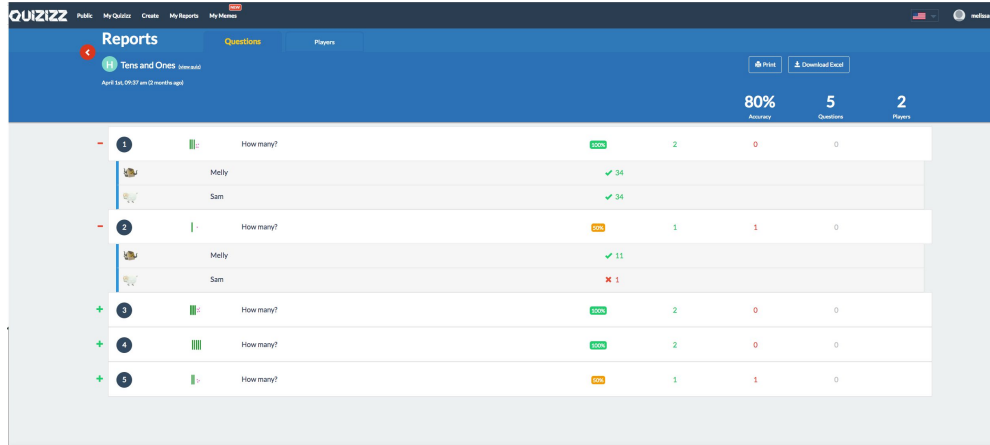 QUIZIZZ Public My Quizizz Create My Reports My Memes NEW melissa
Reports Questions Players
H Tens and Ones (view quiz) Print Download Excel
April 1st, 09:37 am (2 months ago)
80% 5 2
Accuracy Questions Players
1 How many? 100% 2 0 0
Melly 34
Sam 34
2 How many? 50% 1 1 0
Melly 11
Sam 1
3 How many? 100% 2 0 0
4 How many? 100% 2 0 0
5 How many? 50% 1 1 0